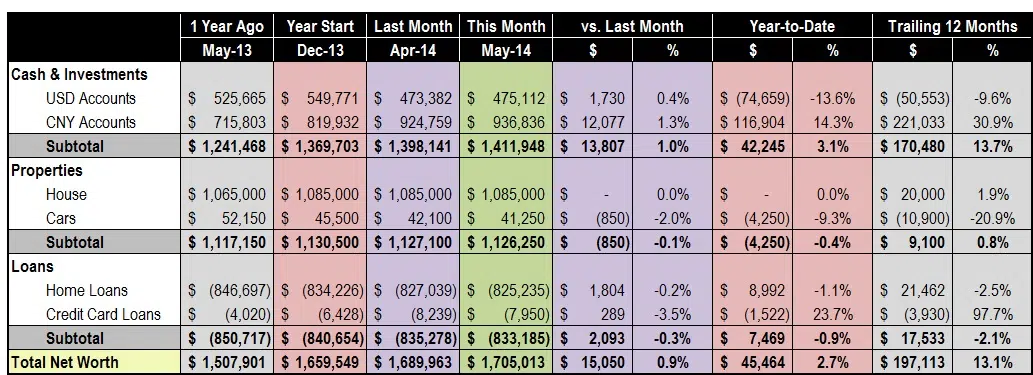 1 Year Ago Year Start Last Month This Month vs. Last Month Year-to-Date Trailing 12 Months
May-13 Dec-13 Apr-14 May-14 $ % $ % $ %
Cash & Investments
USD Accounts $ 525,665 $ 549,771 $ 473,382 $ 475,112 $ 1,730 0.4% $ (74,659) -13.6% $ (50,553) -9.6%
CNY Accounts $ 715,803 $ 819,932 $ 924,759 $ 936,836 $ 12,077 1.3% $ 116,904 14.3% $ 221,033 30.9%
Subtotal $ 1,241,468 $ 1,369,703 $ 1,398,141 $ 1,411,948 $ 13,807 1.0% $ 42,245 3.1% $ 170,480 13.7%
Properties
House $ 1,065,000 $ 1,085,000 $ 1,085,000 $ 1,085,000 $ - 0.0% $ - 0.0% $ 20,000 1.9%
Cars $ 52,150 $ 45,500 $ 42,100 $ 41,250 $ (850) -2.0% $ (4,250) -9.3% $ (10,900) -20.9%
Subtotal $ 1,117,150 $ 1,130,500 $ 1,127,100 $ 1,126,250 $ (850) -0.1% $ (4,250) -0.4% $ 9,100 0.8%
Loans
Home Loans $ (846,697) $ (834,226) $ (827,039) $ (825,235) $ 1,804 -0.2% $ 8,992 -1.1% $ 21,462 -2.5%
Credit Card Loans $ (4,020) $ (6,428) $ (8,239) $ (7,950) $ 289 -3.5% $ (1,522) 23.7% $ (3,930) 97.7%
Subtotal $ (850,717) $ (840,654) $ (835,278) $ (833,185) $ 2,093 -0.3% $ 7,469 -0.9% $ 17,533 -2.1%
Total Net Worth $ 1,507,901 $ 1,659,549 $ 1,689,963 $ 1,705,013 $ 15,050 0.9% $ 45,464 2.7% $ 197,113 13.1%